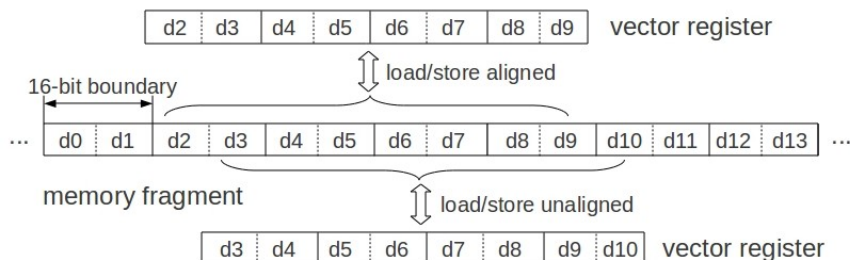 d2 d3 d4 d5 d6 d7 d8 d9 vector register
load/store aligned
16-bit boundary
... d0 d1 d2 d3 d4 d5 d6 d7 d8 d9 d10 d11 d12 d13 ...
memory fragment
load/store unaligned
d3 d4 d5 d6 d7 d8 d9 d10 vector register